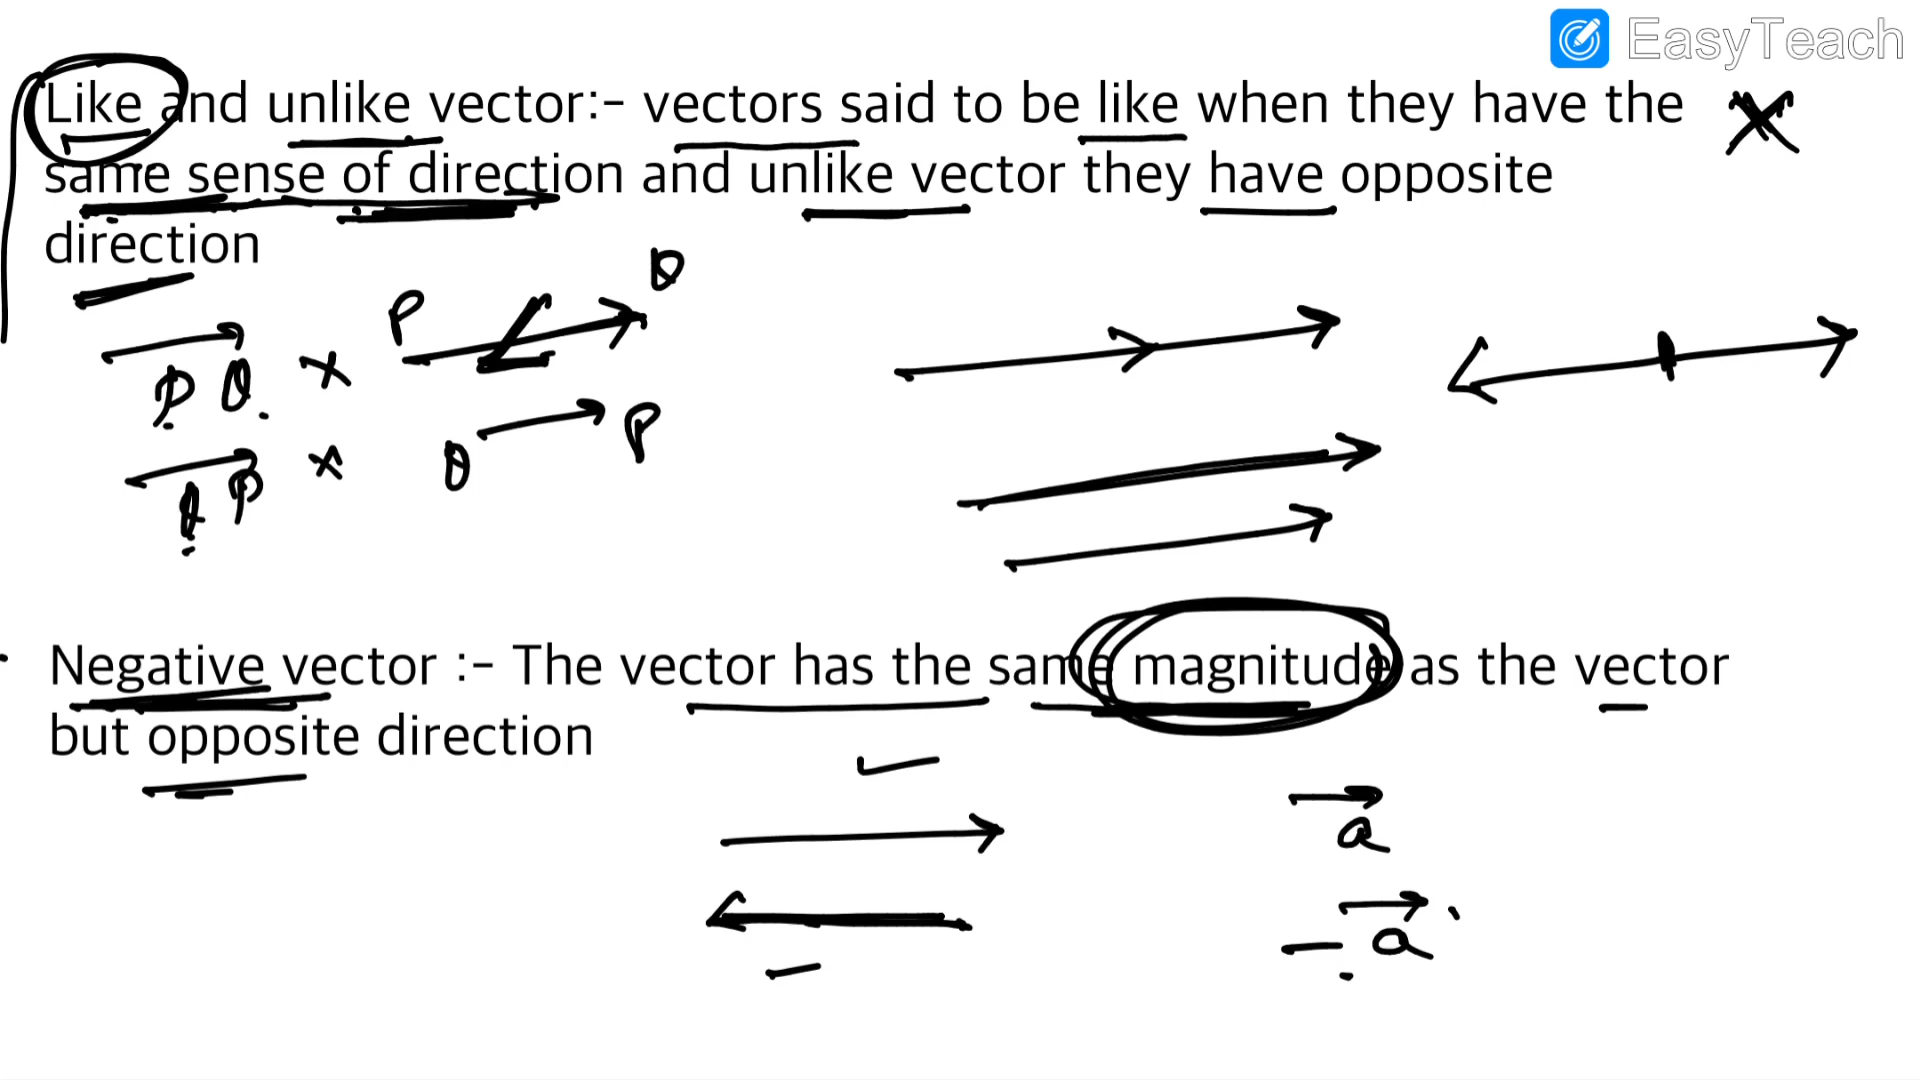 EasyTeach
Like and unlike vector:- vectors said to be like when they have the
same sense of direction and unlike vector they have opposite
direction
P Q
P Q
Q P
Q P
Negative vector :- The vector has the same magnitude as the vector
but opposite direction
a
- a